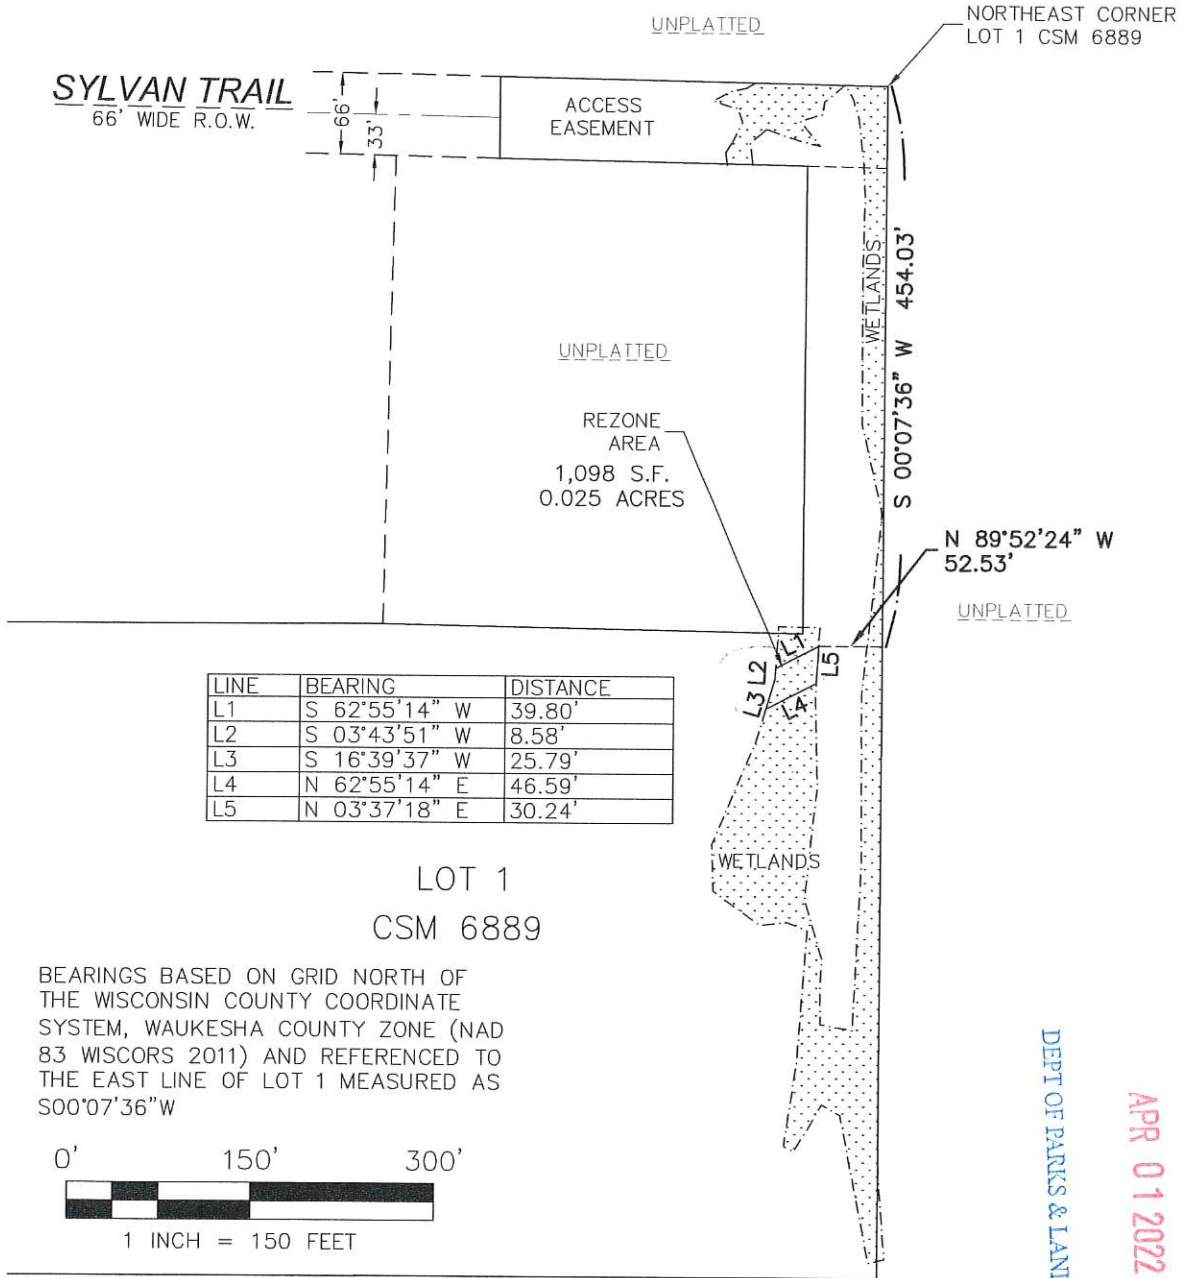 UNPLATTED
NORTHEAST CORNER
LOT 1 CSM 6889
SYLVAN TRAIL
66' WIDE R.O.W.
66'
33'
ACCESS
EASEMENT
WETLANDS
S 00°07'36" W 454.03'
UNPLATTED
REZONE
AREA
1,098 S.F.
0.025 ACRES
N 89°52'24" W
52.53'
UNPLATTED
L1
L2
L3
L4
L5
LINE BEARING DISTANCE
L1 S 62°55'14" W 39.80'
L2 S 03°43'51" W 8.58'
L3 S 16°39'37" W 25.79'
L4 N 62°55'14" E 46.59'
L5 N 03°37'18" E 30.24'
WETLANDS
LOT 1
CSM 6889
BEARINGS BASED ON GRID NORTH OF
THE WISCONSIN COUNTY COORDINATE
SYSTEM, WAUKESHA COUNTY ZONE (NAD
83 WISCORS 2011) AND REFERENCED TO
THE EAST LINE OF LOT 1 MEASURED AS
S00°07'36"W
0' 150' 300'
1 INCH = 150 FEET
DEPT OF PARKS & LAN
APR 01 2022